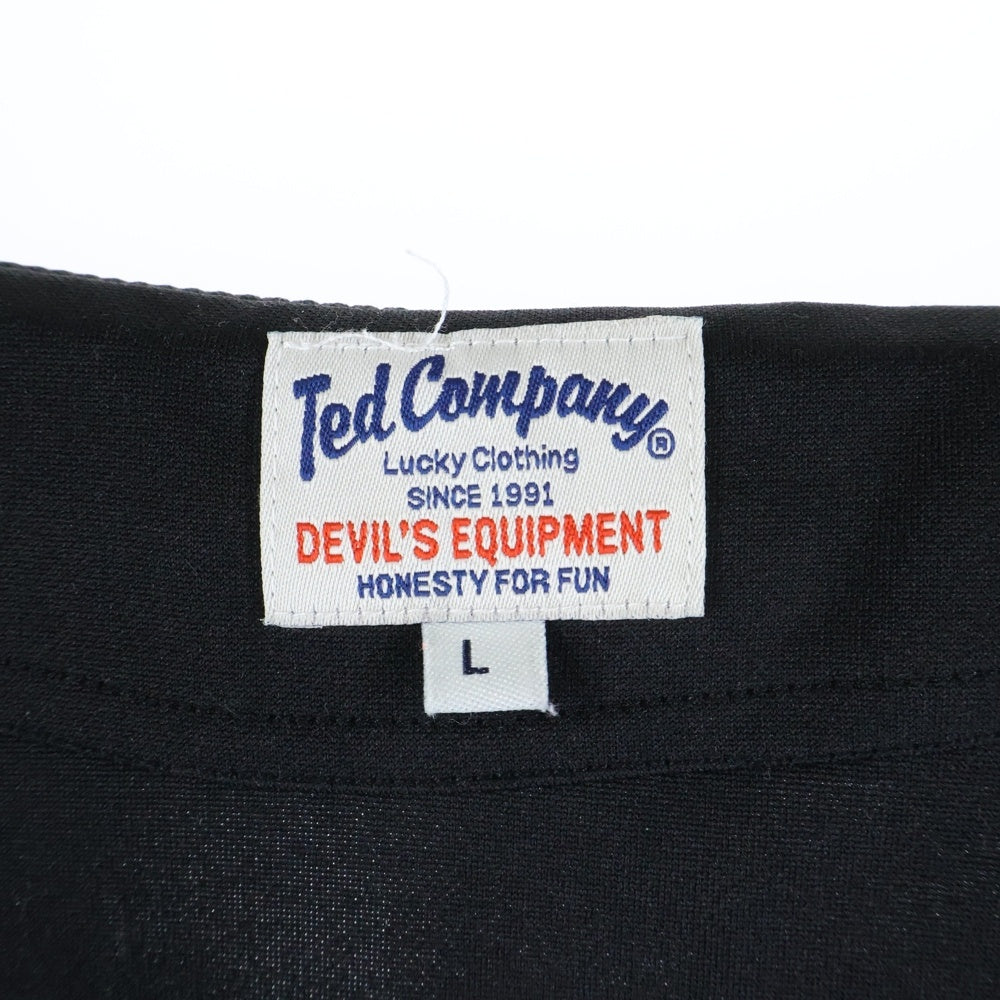 Ted Company®
Lucky Clothing
SINCE 1991
DEVIL'S EQUIPMENT
HONESTY FOR FUN
L